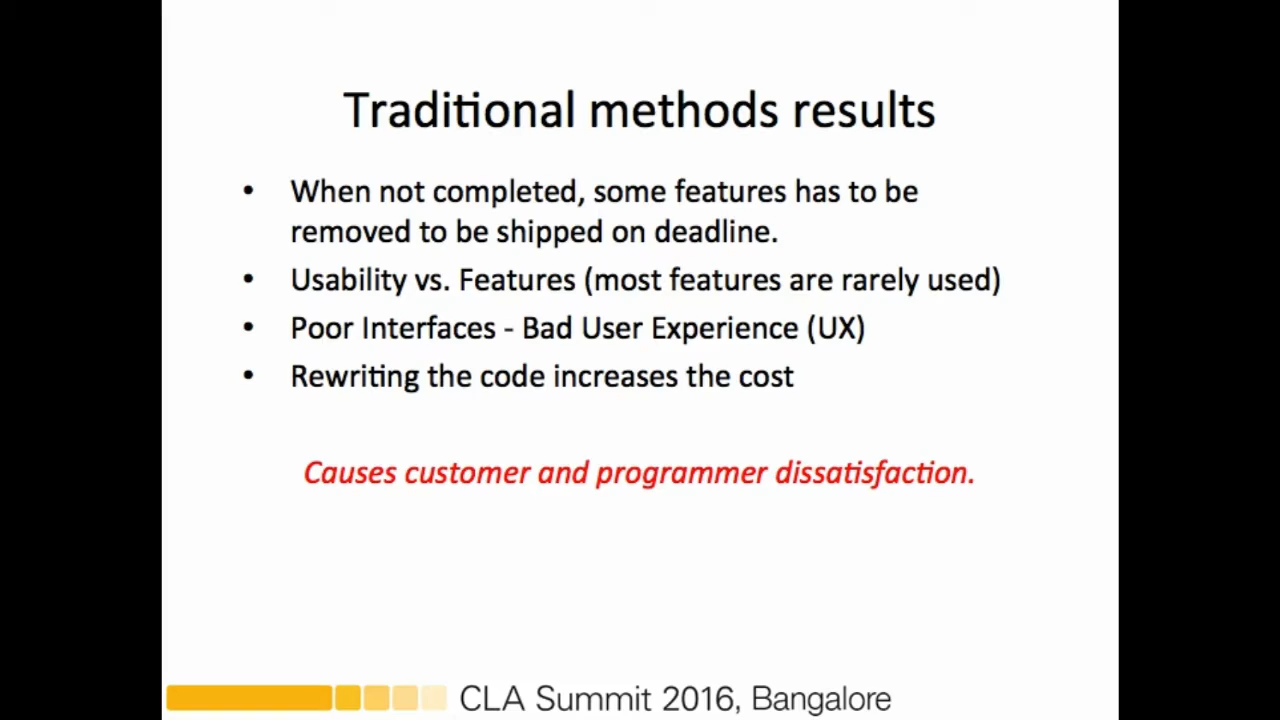 Traditional methods results
• When not completed, some features has to be
removed to be shipped on deadline.
• Usability vs. Features (most features are rarely used)
• Poor Interfaces - Bad User Experience (UX)
• Rewriting the code increases the cost
Causes customer and programmer dissatisfaction.
CLA Summit 2016, Bangalore